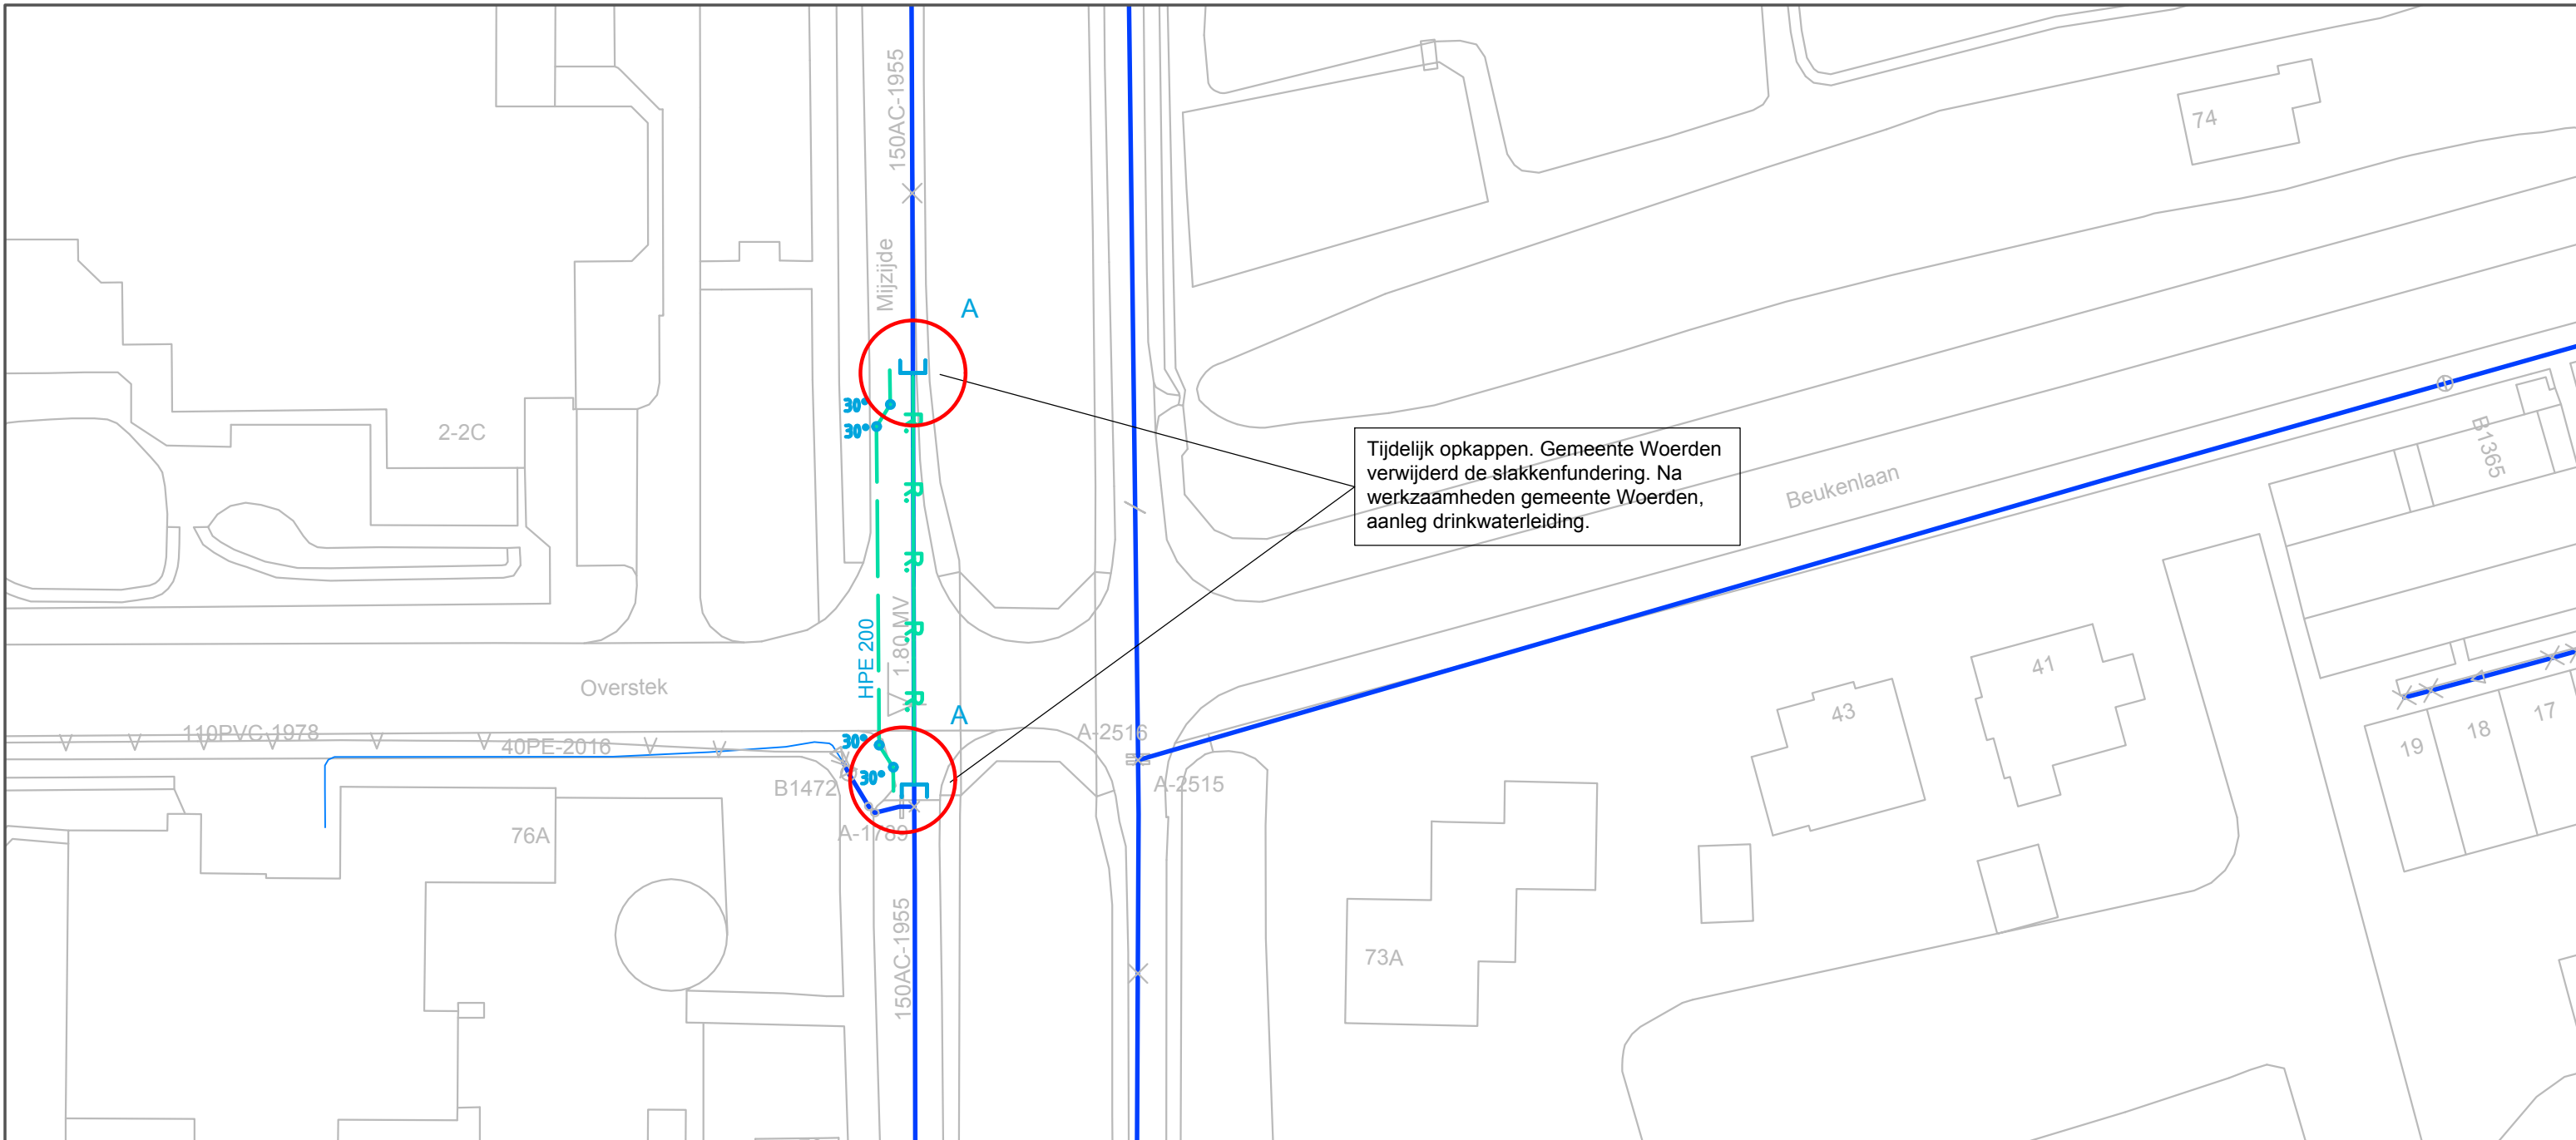 150AC-1955
74
Mijzijde
A
30°
30°
2-2C
R.
Tijdelijk opkappen. Gemeente Woerden
verwijderd de slakkenfundering. Na
werkzaamheden gemeente Woerden,
aanleg drinkwaterleiding.
B1365
Beukenlaan
R.
R.
R.
R.
HPE 200
1.80 MV
Overstek
41
43
17
18
19
A
110PVC-1978
40PE-2016
30°
30°
A-2516
A-2515
B1472
A-1789
76A
150AC-1955
73A